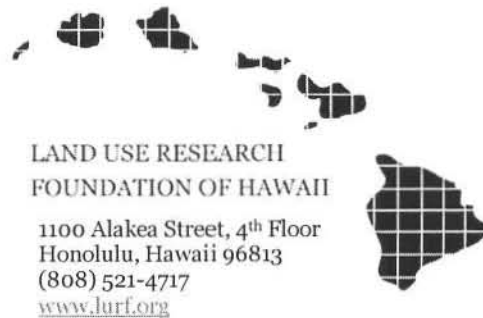 LAND USE RESEARCH
FOUNDATION OF HAWAII
1100 Alakea Street, 4th Floor
Honolulu, Hawaii 96813
(808) 521-4717
www.lurf.org